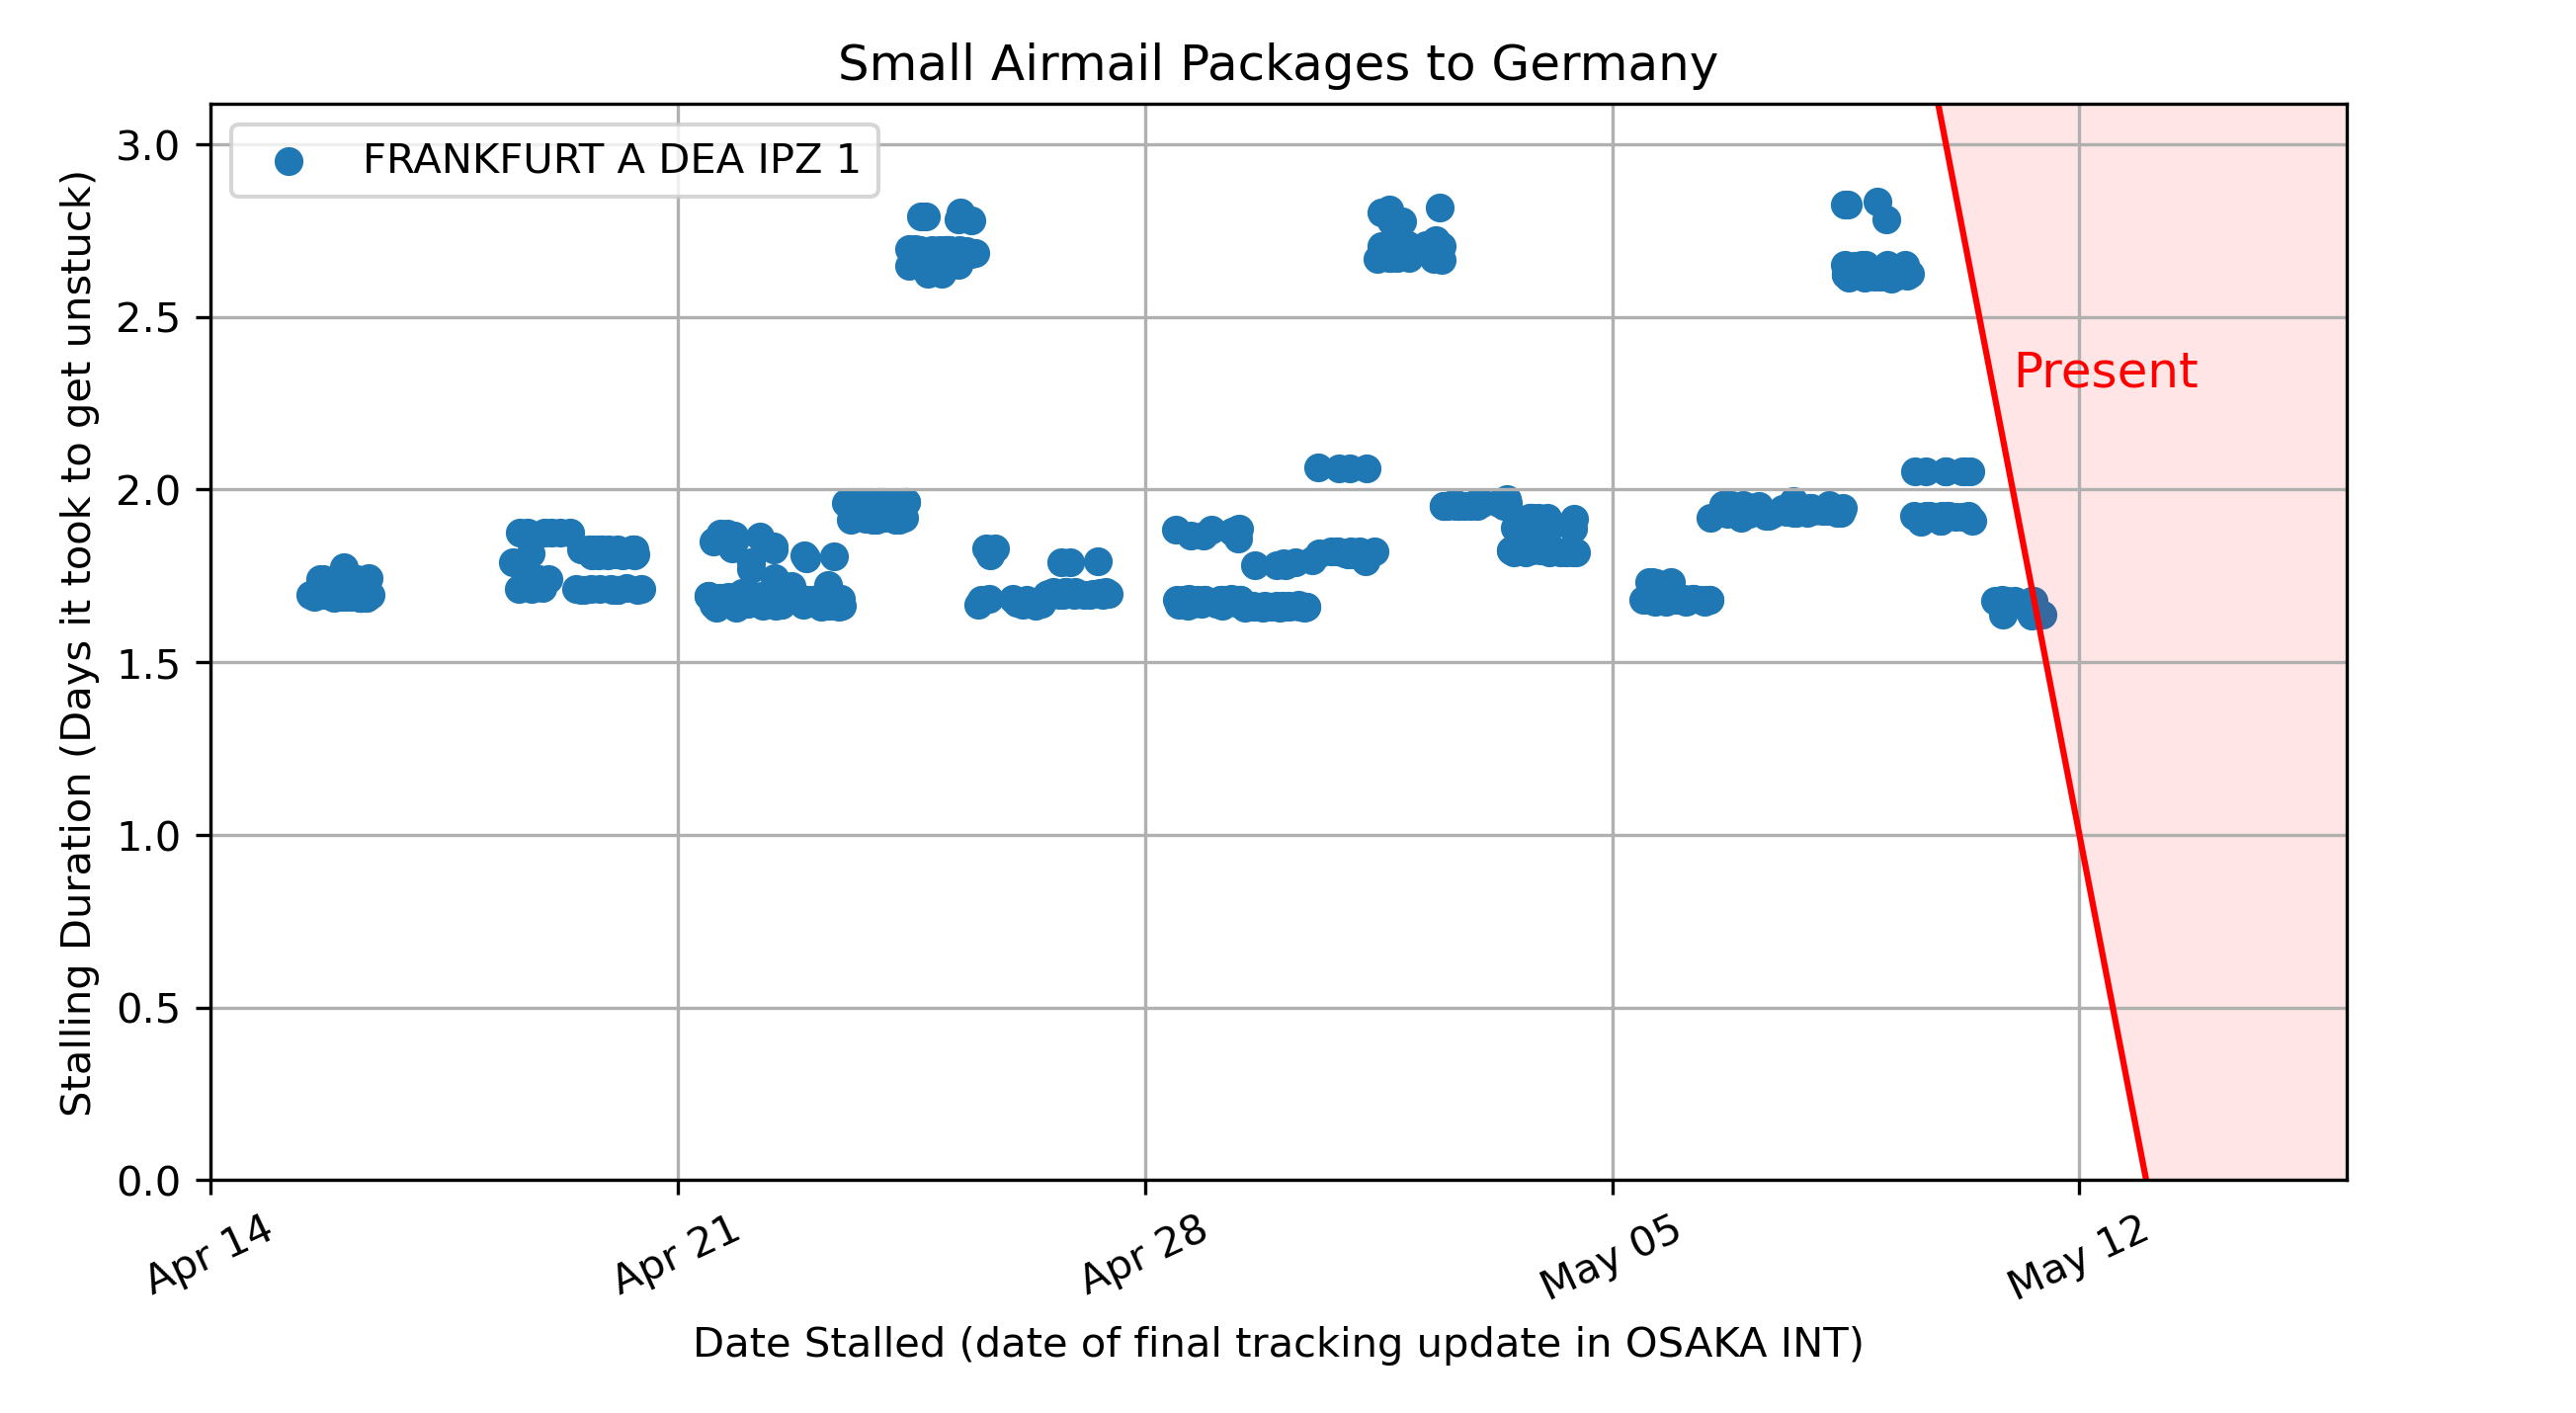 Small Airmail Packages to Germany
FRANKFURT A DEA IPZ 1
Present
Stalling Duration (Days it took to get unstuck)
3.0
2.5
2.0
1.5
1.0
0.5
0.0
Apr 14
Apr 21
Apr 28
May 05
May 12
Date Stalled (date of final tracking update in OSAKA INT)